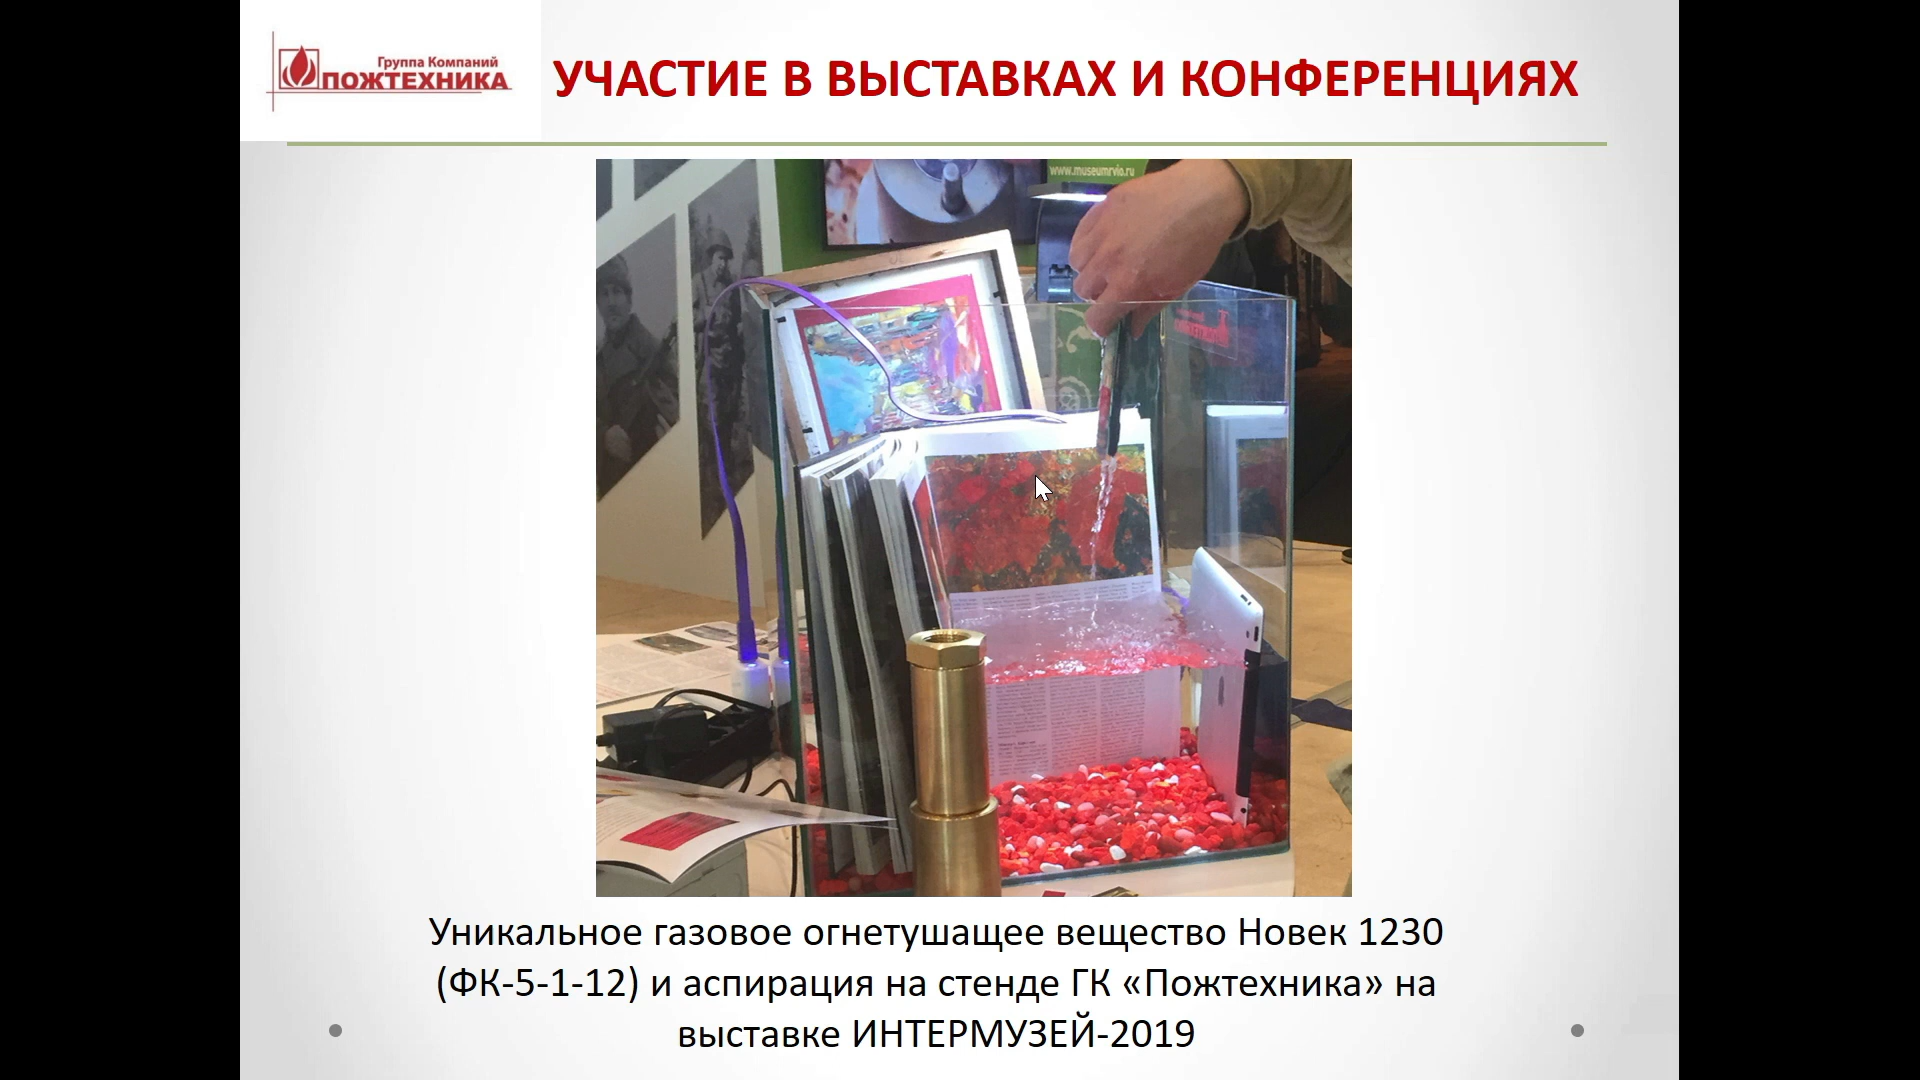 Группа Компаний
ПОЖТЕХНИКА
УЧАСТИЕ В ВЫСТАВКАХ И КОНФЕРЕНЦИЯХ
www.museumrvio.ru
Уникальное газовое огнетушащее вещество Новек 1230
(ФК-5-1-12) и аспирация на стенде ГК «Пожтехника» на
выставке ИНТЕРМУЗЕЙ-2019